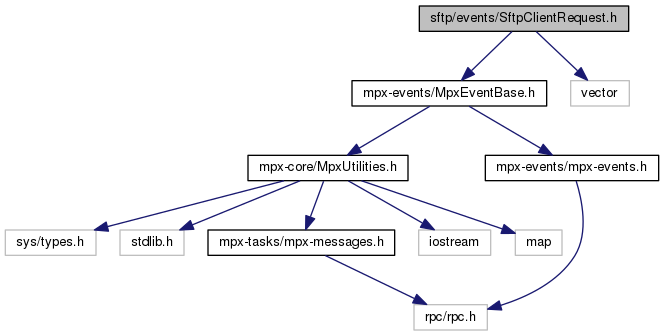 sftp/events/SftpClientRequest.h
mpx-events/MpxEventBase.h
vector
mpx-core/MpxUtilities.h
mpx-events/mpx-events.h
sys/types.h
stdlib.h
mpx-tasks/mpx-messages.h
iostream
map
rpc/rpc.h